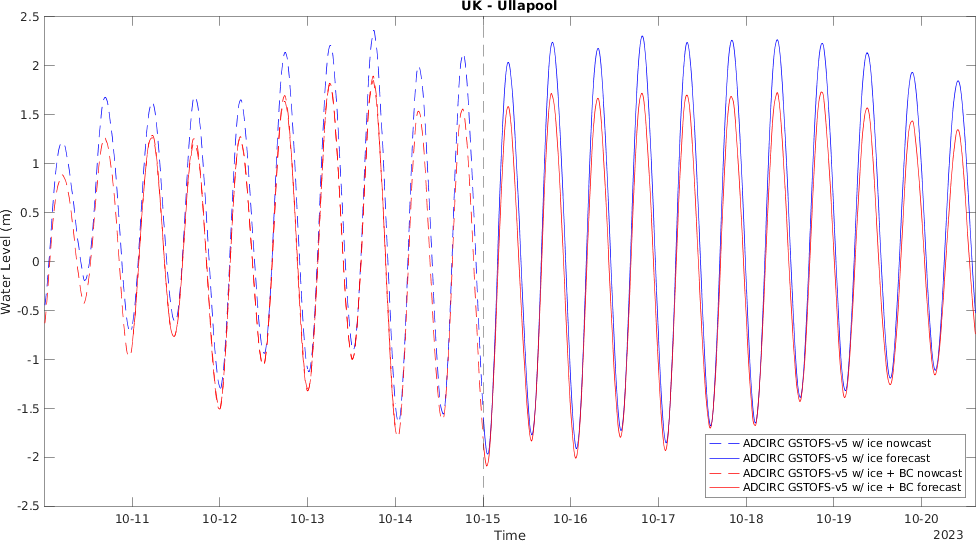 UK - Ullapool
2.5
2
1.5
1
0.5
0
-0.5
-1
-1.5
-2
-2.5
Water Level (m)
ADCIRC GSTOFS-v5 w/ ice nowcast
ADCIRC GSTOFS-v5 w/ ice forecast
ADCIRC GSTOFS-v5 w/ ice + BC nowcast
ADCIRC GSTOFS-v5 w/ ice + BC forecast
10-11 10-12 10-13 10-14 10-15 10-16 10-17 10-18 10-19 10-20
Time
2023